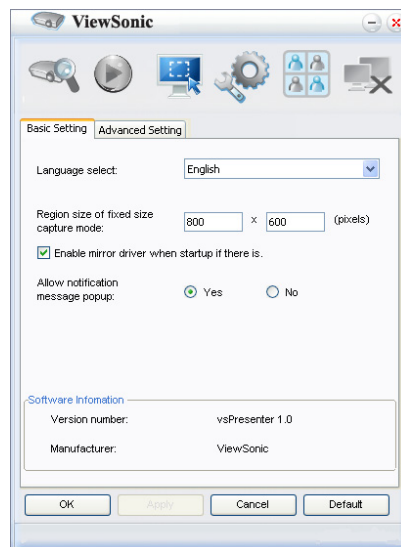 ViewSonic
Basic Setting Advanced Setting
Language select: English
Region size of fixed size capture mode: 800 x 600 (pixels)
Enable mirror driver when startup if there is.
Allow notification message popup: Yes No
Software Infomation
Version number: vsPresenter 1.0
Manufacturer: ViewSonic
OK Apply Cancel Default